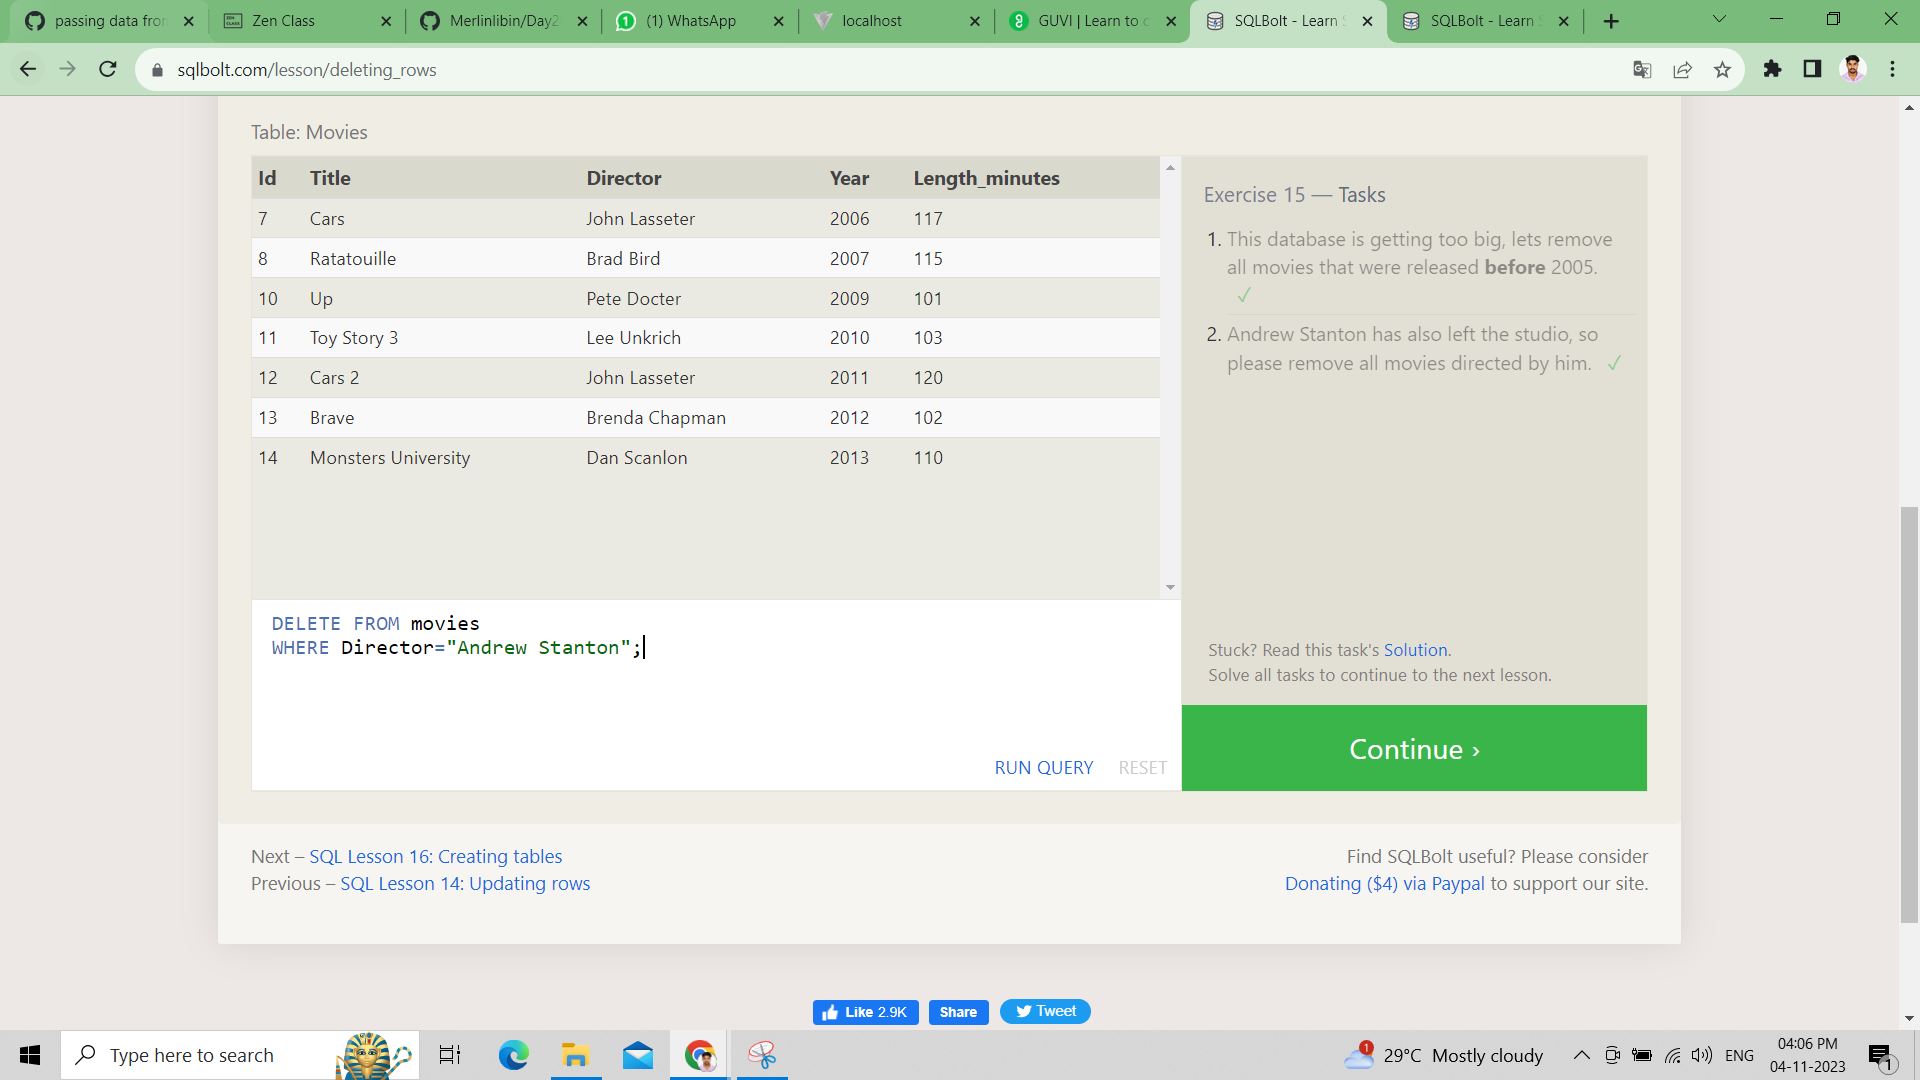 passing data fron
Zen Class
Merlinlibin/Day2
(1) WhatsApp
localhost
GUVI | Learn to c
SQLBolt - Learn S
SQLBolt - Learn S
sqlbolt.com/lesson/deleting_rows
Table: Movies
Id Title Director Year Length_minutes
7 Cars John Lasseter 2006 117
8 Ratatouille Brad Bird 2007 115
10 Up Pete Docter 2009 101
11 Toy Story 3 Lee Unkrich 2010 103
12 Cars 2 John Lasseter 2011 120
13 Brave Brenda Chapman 2012 102
14 Monsters University Dan Scanlon 2013 110
DELETE FROM movies
WHERE Director="Andrew Stanton";
RUN QUERY RESET
Exercise 15 — Tasks
1. This database is getting too big, lets remove
all movies that were released before 2005.
✓
2. Andrew Stanton has also left the studio, so
please remove all movies directed by him. ✓
Stuck? Read this task's Solution.
Solve all tasks to continue to the next lesson.
Continue ›
Next – SQL Lesson 16: Creating tables
Previous – SQL Lesson 14: Updating rows
Find SQLBolt useful? Please consider
Donating ($4) via Paypal to support our site.
Like 2.9K
Share
Tweet
Type here to search
1
29°C Mostly cloudy
ENG
04:06 PM
04-11-2023
1